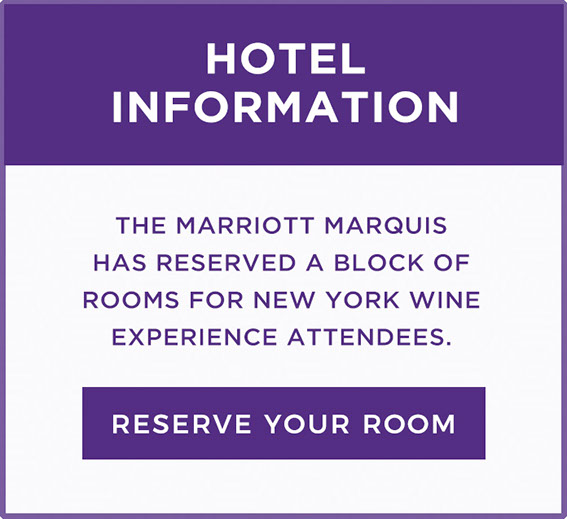 HOTEL
INFORMATION
THE MARRIOTT MARQUIS
HAS RESERVED A BLOCK OF
ROOMS FOR NEW YORK WINE
EXPERIENCE ATTENDEES.
RESERVE YOUR ROOM